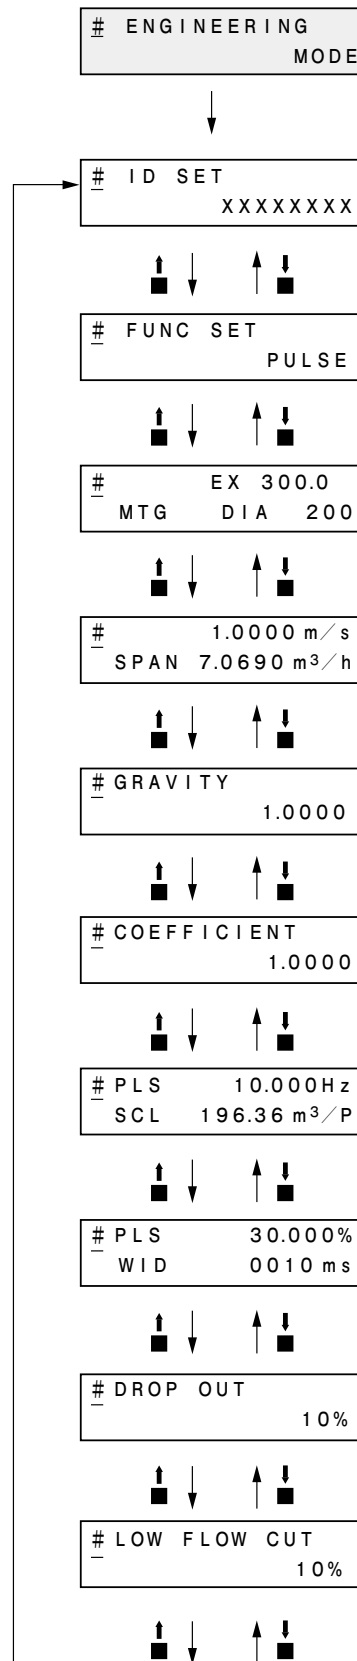 # ENGINEERING
MODE
# ID SET
XXXXXXXX
# FUNC SET
PULSE
# EX 300.0
MTG DIA 200
# 1.0000 m/s
SPAN 7.0690 m³/h
# GRAVITY
1.0000
# COEFFICIENT
1.0000
# PLS 10.000Hz
SCL 196.36 m³/P
# PLS 30.000%
WID 0010 ms
# DROP OUT
10%
# LOW FLOW CUT
10%